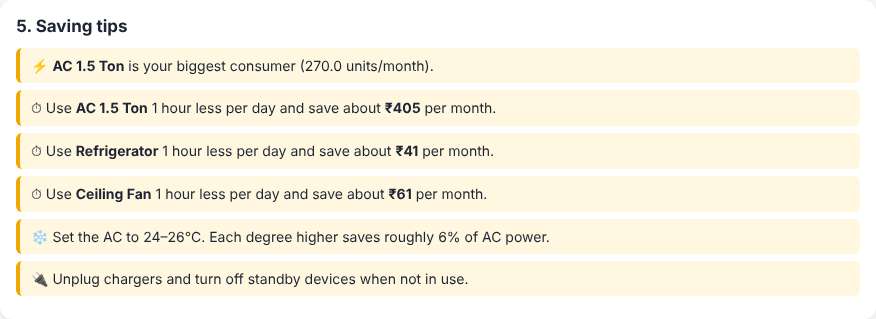 5. Saving tips
⚡ AC 1.5 Ton is your biggest consumer (270.0 units/month).
⏱ Use AC 1.5 Ton 1 hour less per day and save about ₹405 per month.
⏱ Use Refrigerator 1 hour less per day and save about ₹41 per month.
⏱ Use Ceiling Fan 1 hour less per day and save about ₹61 per month.
❄️ Set the AC to 24–26°C. Each degree higher saves roughly 6% of AC power.
🔌 Unplug chargers and turn off standby devices when not in use.